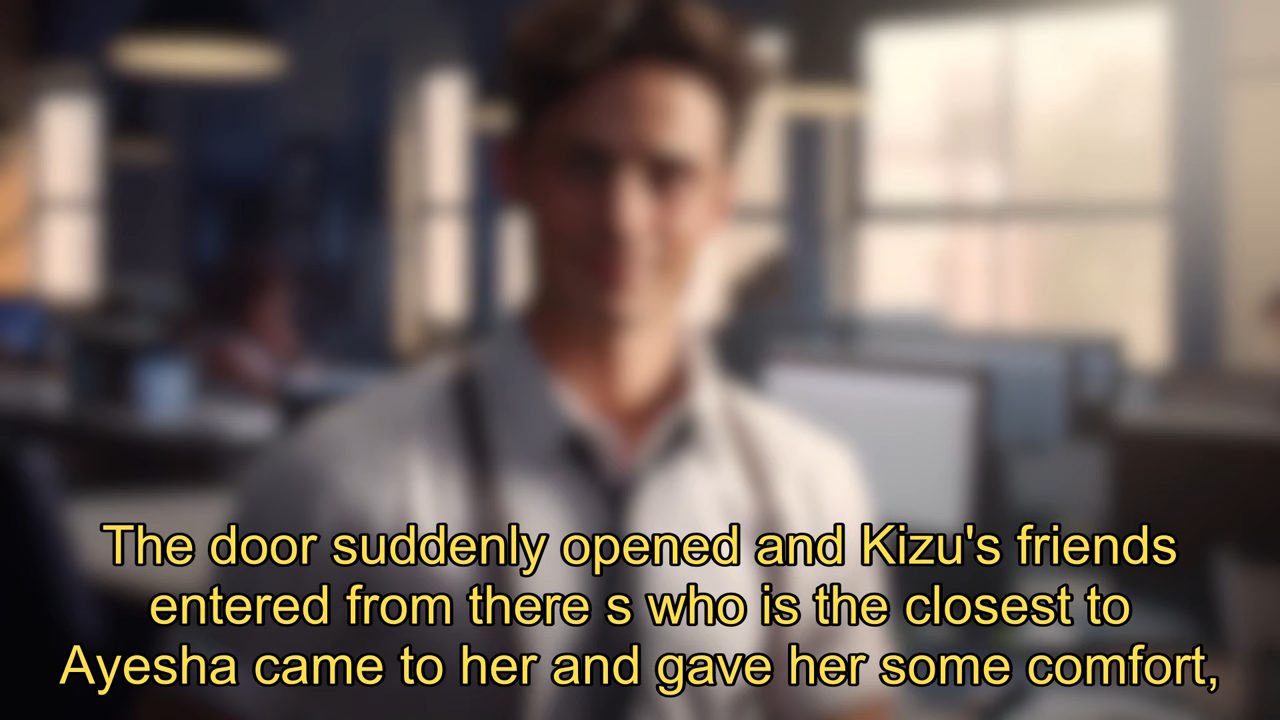 The door suddenly opened and Kizu's friends
entered from there s who is the closest to
Ayesha came to her and gave her some comfort,